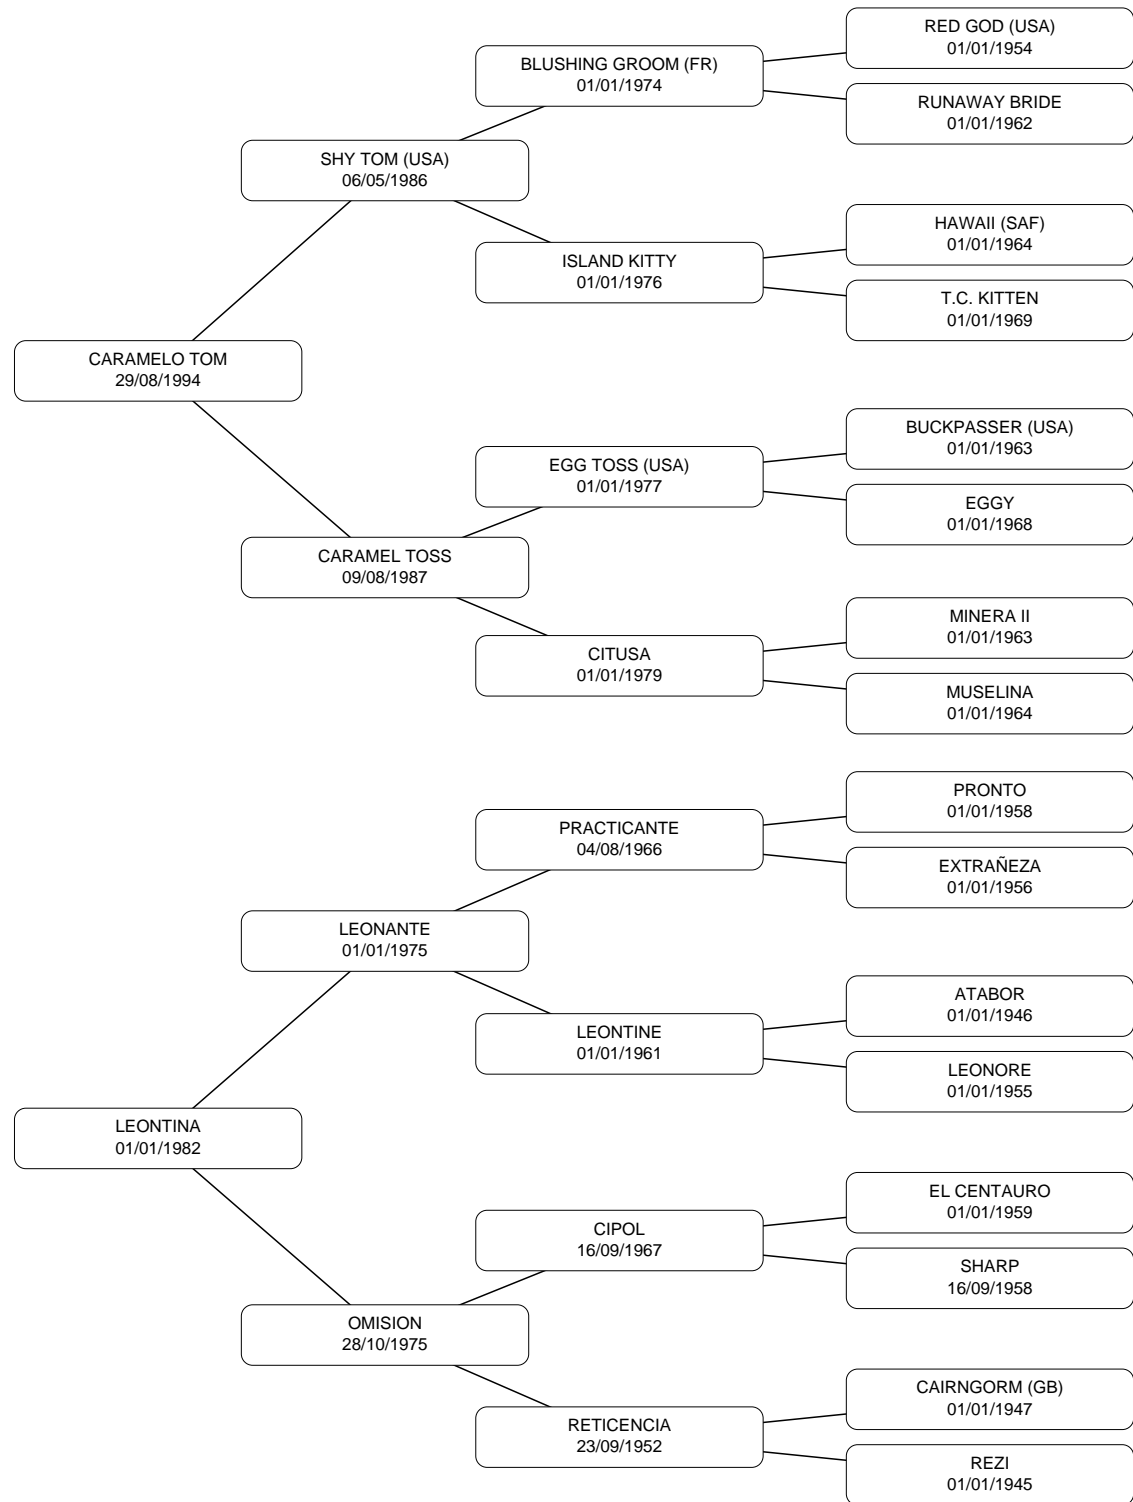 RED GOD (USA)
01/01/1954
BLUSHING GROOM (FR)
01/01/1974
RUNAWAY BRIDE
01/01/1962
SHY TOM (USA)
06/05/1986
HAWAII (SAF)
01/01/1964
ISLAND KITTY
01/01/1976
T.C. KITTEN
01/01/1969
CARAMELO TOM
29/08/1994
BUCKPASSER (USA)
01/01/1963
EGG TOSS (USA)
01/01/1977
EGGY
01/01/1968
CARAMEL TOSS
09/08/1987
MINERA II
01/01/1963
CITUSA
01/01/1979
MUSELINA
01/01/1964
PRONTO
01/01/1958
PRACTICANTE
04/08/1966
EXTRAÑEZA
01/01/1956
LEONANTE
01/01/1975
ATABOR
01/01/1946
LEONTINE
01/01/1961
LEONORE
01/01/1955
LEONTINA
01/01/1982
EL CENTAURO
01/01/1959
CIPOL
16/09/1967
SHARP
16/09/1958
OMISION
28/10/1975
CAIRNGORM (GB)
01/01/1947
RETICENCIA
23/09/1952
REZI
01/01/1945